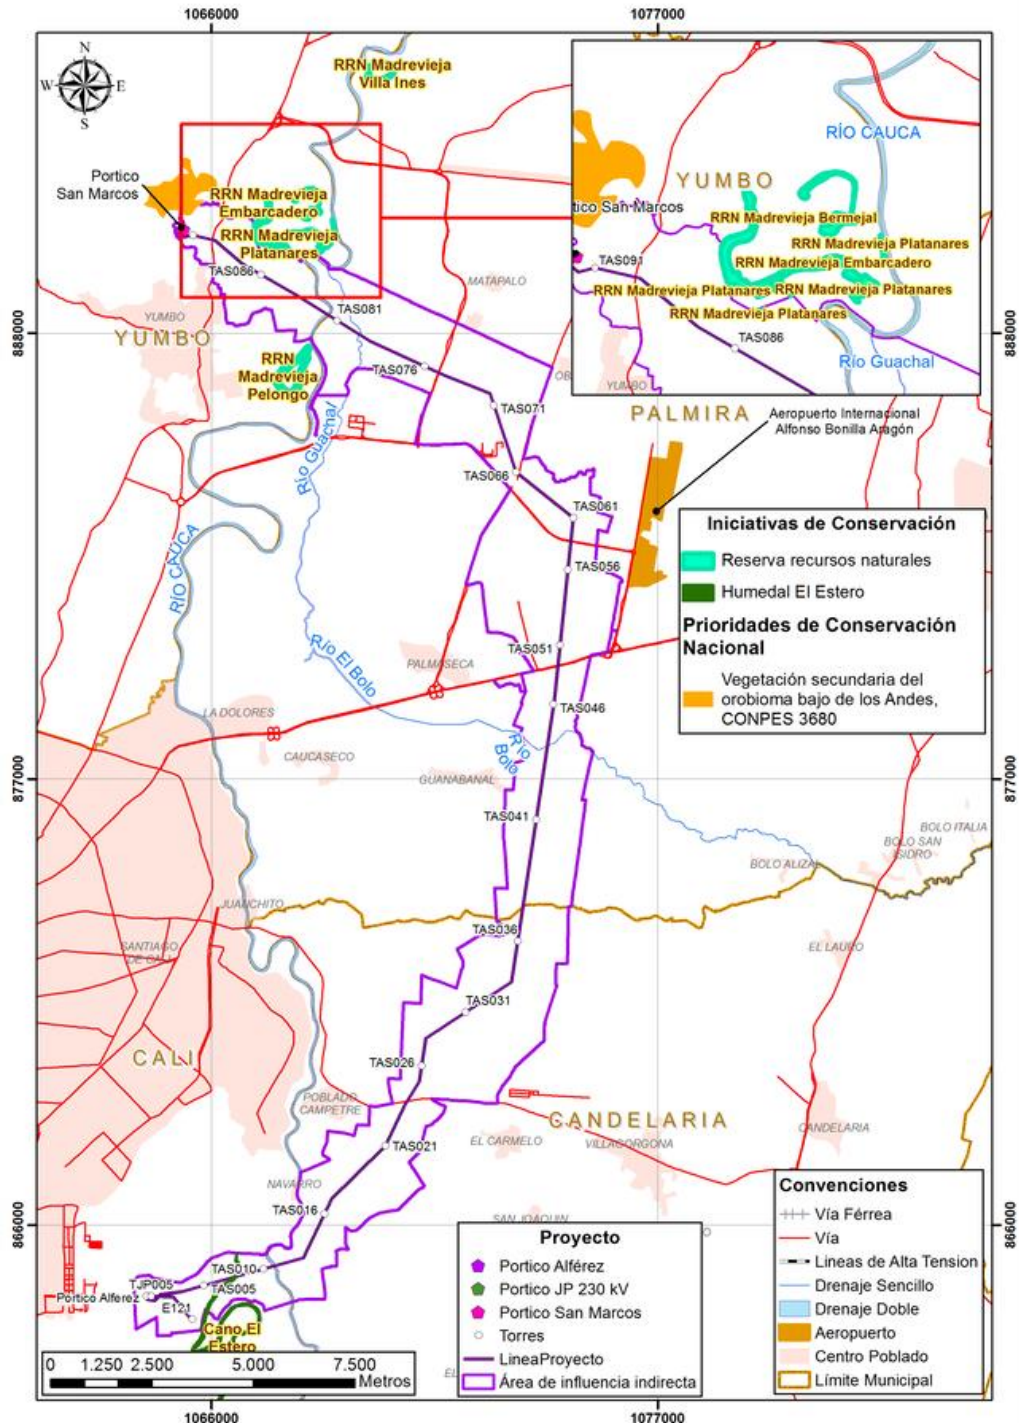 1066000
1077000
N
W
E
S
RRN Madrevieja
Villa Ines
Portico
San Marcos
RRN Madrevieja
Embarcadero
RRN Madrevieja
Platanares
TAS086
TAS081
MATAPALO
YUMBO
YUMBO
RRN
Madrevieja
Pelongo
TAS076
TAS071
TAS066
TAS061
TAS056
TAS051
TAS046
TAS041
TAS036
TAS031
TAS026
TAS021
TAS016
TAS010
TAS005
TJP005
Portico Alferez
E121
Cano El
Estero
Río Guachal
RÍO CAUCA
Río El Bolo
Río
Bolo
PALMASECA
LA DOLORES
CAUCASECO
GUANABANAL
JUANCHITO
SANTIAGO
DE CALI
CALI
POBLADO
CAMPETRE
NAVARRO
EL CARMELO
VILLAGORGONA
SAN JOAQUIN
CANDELARIA
CANDELARIA
EL LAURO
BOLO ALIZAL
BOLO SAN
ISIDRO
BOLO ITALIA
PALMIRA
Aeropuerto Internacional
Alfonso Bonilla Aragón
RÍO CAUCA
YUMBO
tico San Marcos
RRN Madrevieja Bermejal
RRN Madrevieja Platanares
RRN Madrevieja Embarcadero
TAS091
RRN Madrevieja Platanares
RRN Madrevieja Platanares
RRN Madrevieja Platanares
TAS086
Río Guachal
YUMBO
Iniciativas de Conservación
Reserva recursos naturales
Humedal El Estero
Prioridades de Conservación
Nacional
Vegetación secundaria del
orobioma bajo de los Andes,
CONPES 3680
888000
888000
877000
877000
866000
866000
Proyecto
Portico Alférez
Portico JP 230 kV
Portico San Marcos
Torres
LineaProyecto
Área de influencia indirecta
Convenciones
Vía Férrea
Vía
Lineas de Alta Tension
Drenaje Sencillo
Drenaje Doble
Aeropuerto
Centro Poblado
Límite Municipal
0 1.250 2.500 5.000 7.500
Metros
1066000
1077000